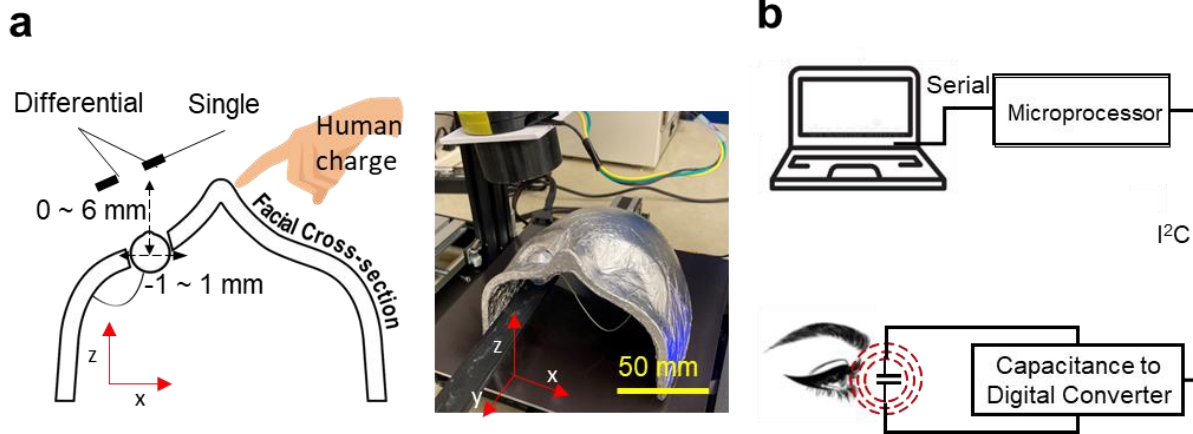 a
Differential
Single
Human
charge
0 ~ 6 mm
Facial Cross-section
-1 ~ 1 mm
z
x
z
x
y
50 mm
b
Serial
Microprocessor
I²C
Capacitance to
Digital Converter